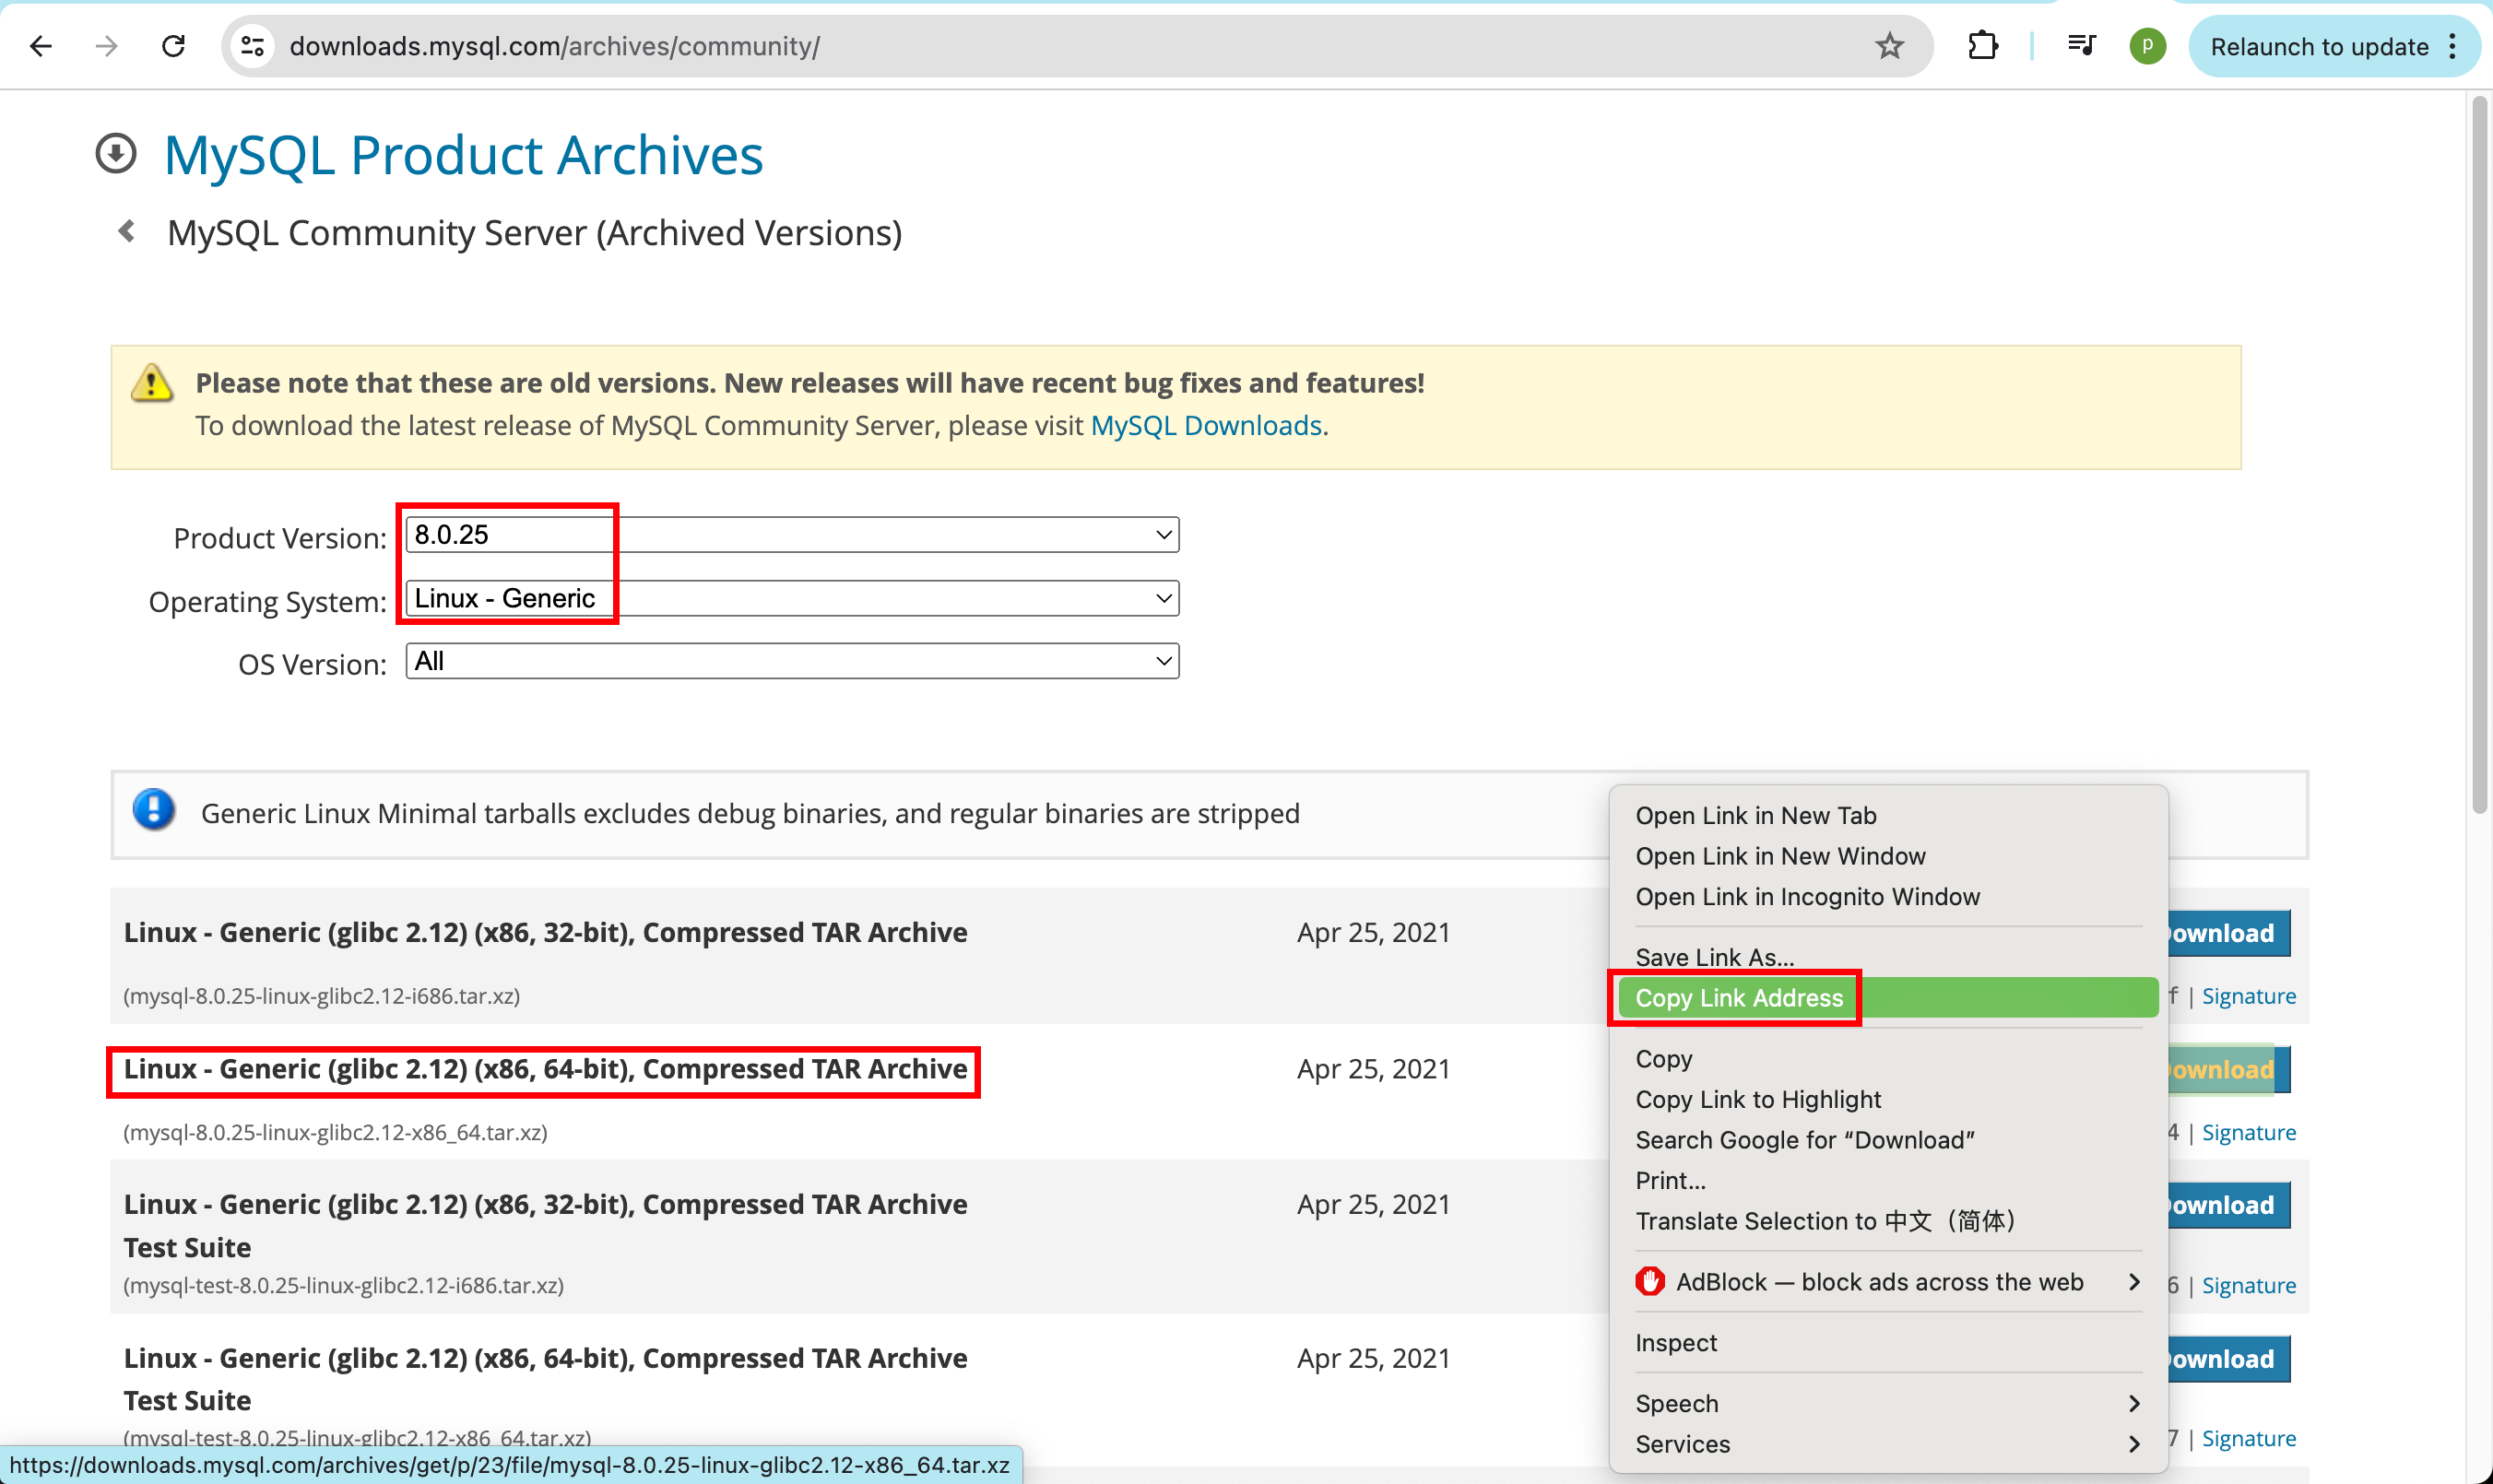 downloads.mysql.com/archives/community/
p
Relaunch to update
MySQL Product Archives
MySQL Community Server (Archived Versions)
Please note that these are old versions. New releases will have recent bug fixes and features!
To download the latest release of MySQL Community Server, please visit MySQL Downloads.
Product Version: 8.0.25
Operating System: Linux - Generic
OS Version: All
Generic Linux Minimal tarballs excludes debug binaries, and regular binaries are stripped
Linux - Generic (glibc 2.12) (x86, 32-bit), Compressed TAR Archive Apr 25, 2021 ownload
(mysql-8.0.25-linux-glibc2.12-i686.tar.xz) f | Signature
Linux - Generic (glibc 2.12) (x86, 64-bit), Compressed TAR Archive Apr 25, 2021 ownload
(mysql-8.0.25-linux-glibc2.12-x86_64.tar.xz) 4 | Signature
Linux - Generic (glibc 2.12) (x86, 32-bit), Compressed TAR Archive Apr 25, 2021 ownload
Test Suite
(mysql-test-8.0.25-linux-glibc2.12-i686.tar.xz) 6 | Signature
Linux - Generic (glibc 2.12) (x86, 64-bit), Compressed TAR Archive Apr 25, 2021 ownload
Test Suite
(mysql-test-8.0.25-linux-glibc2.12-x86_64.tar.xz) 7 | Signature
Open Link in New Tab
Open Link in New Window
Open Link in Incognito Window
Save Link As...
Copy Link Address
Copy
Copy Link to Highlight
Search Google for “Download”
Print...
Translate Selection to 中文（简体）
AdBlock — block ads across the web
Inspect
Speech
Services
https://downloads.mysql.com/archives/get/p/23/file/mysql-8.0.25-linux-glibc2.12-x86_64.tar.xz